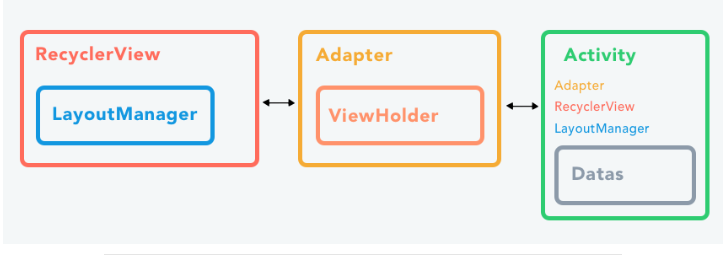 RecyclerView
LayoutManager
Adapter
ViewHolder
Activity
Adapter
RecyclerView
LayoutManager
Datas